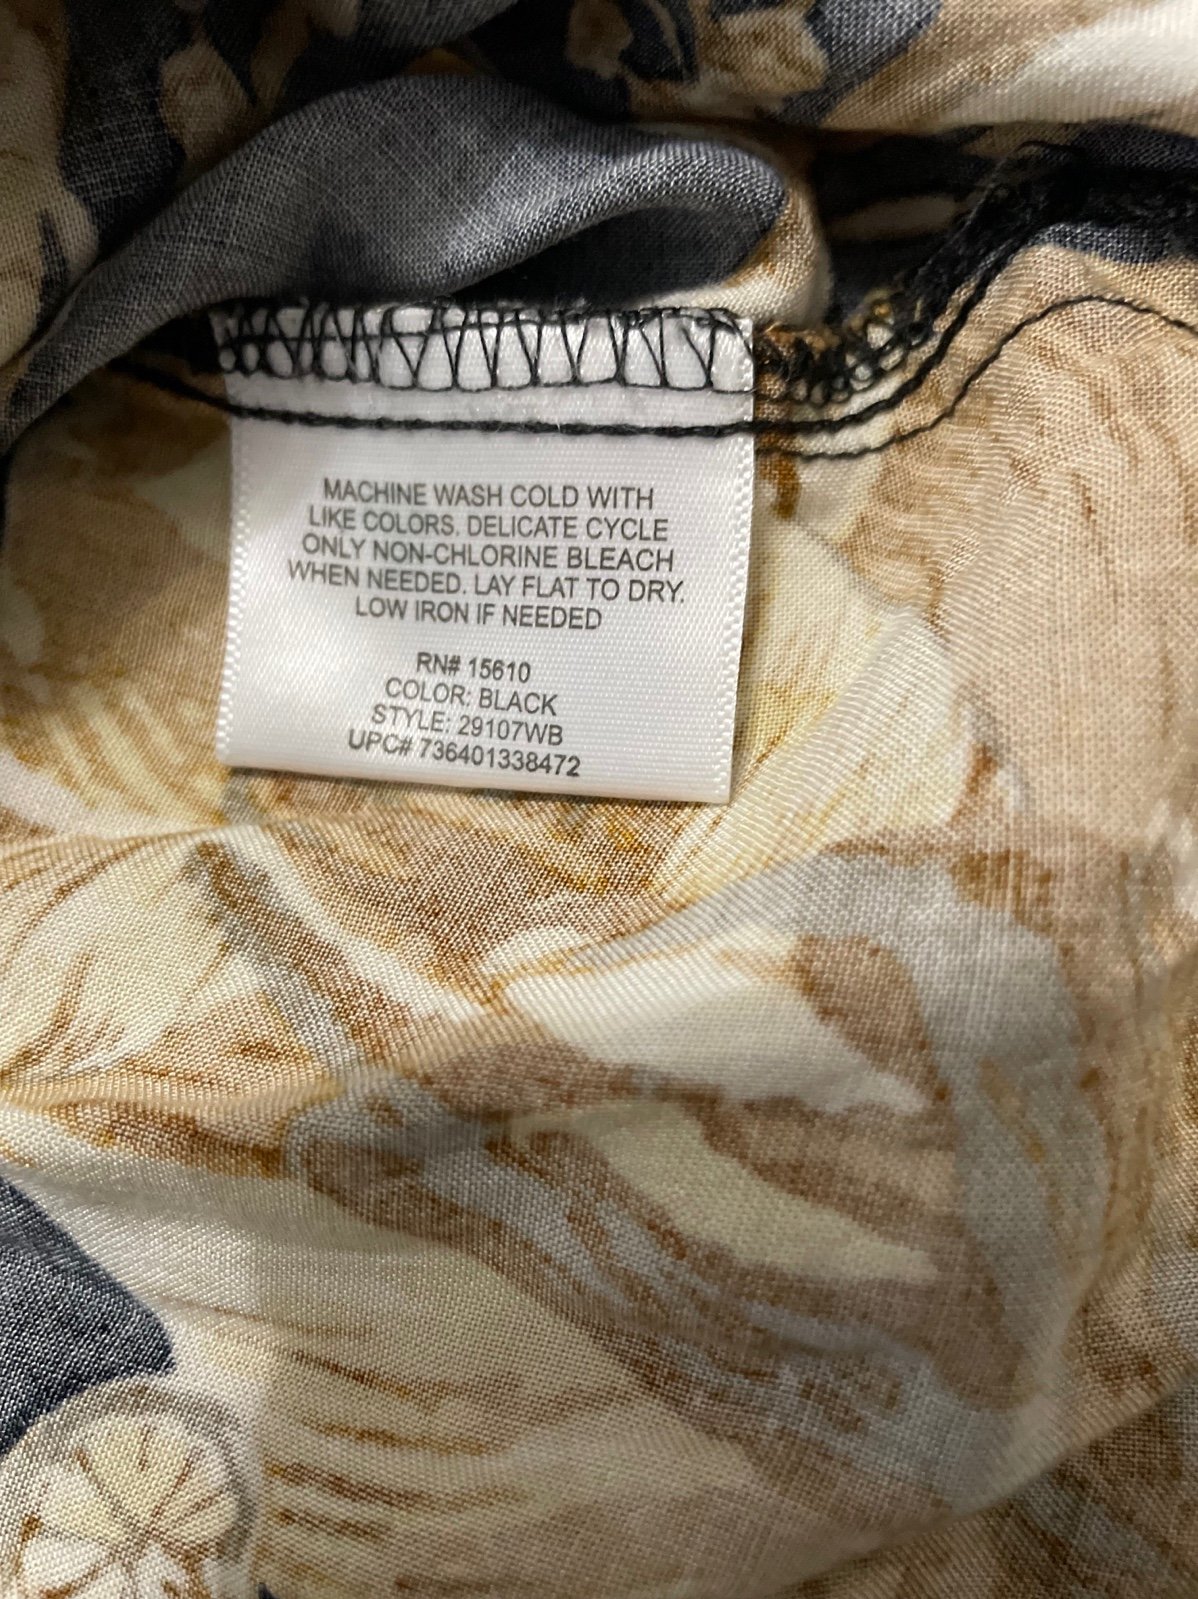 MACHINE WASH COLD WITH
LIKE COLORS. DELICATE CYCLE
ONLY NON-CHLORINE BLEACH
WHEN NEEDED. LAY FLAT TO DRY.
LOW IRON IF NEEDED
RN# 15610
COLOR: BLACK
STYLE: 29107WB
UPC# 736401338472